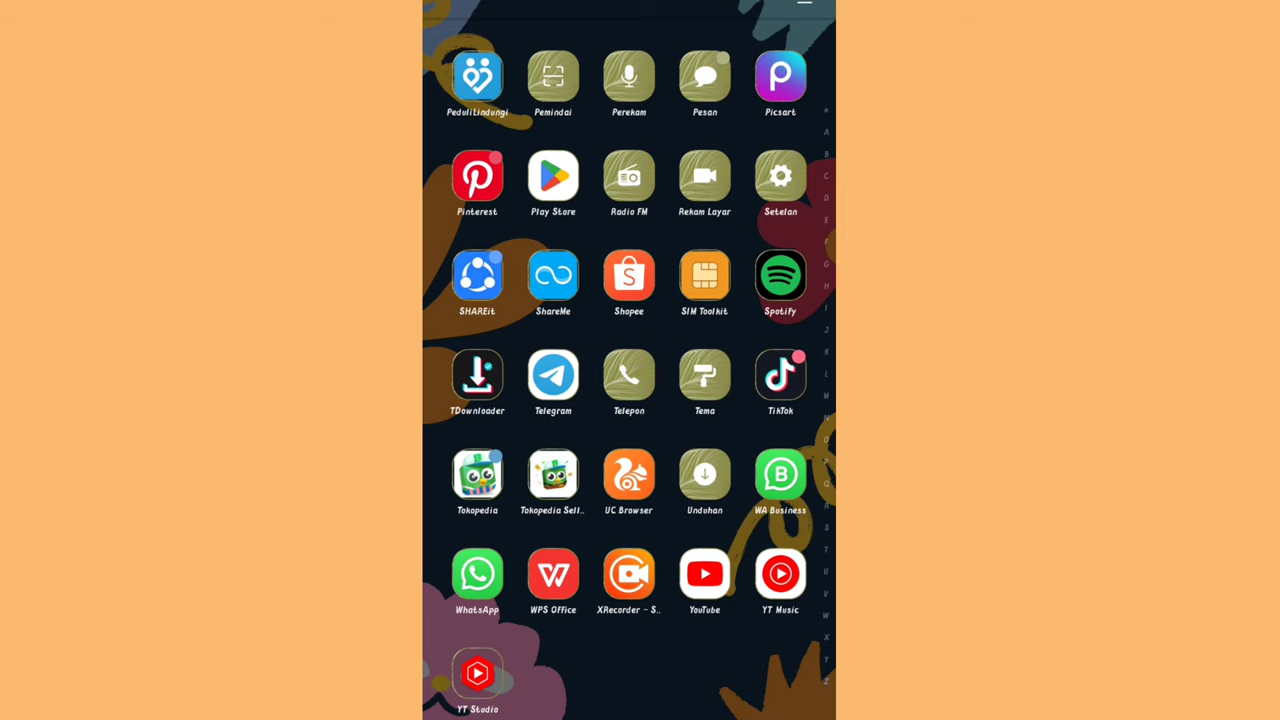 PeduliLindungi Pemindai Perekam Pesan Picsart
Pinterest Play Store Radio FM Rekam Layar Setelan
SHAREit ShareMe Shopee SIM Toolkit Spotify
TDownloader Telegram Telepon Tema TikTok
Tokopedia Tokopedia Sell.. UC Browser Unduhan WA Business
WhatsApp WPS Office XRecorder - S.. YouTube YT Music
YT Studio